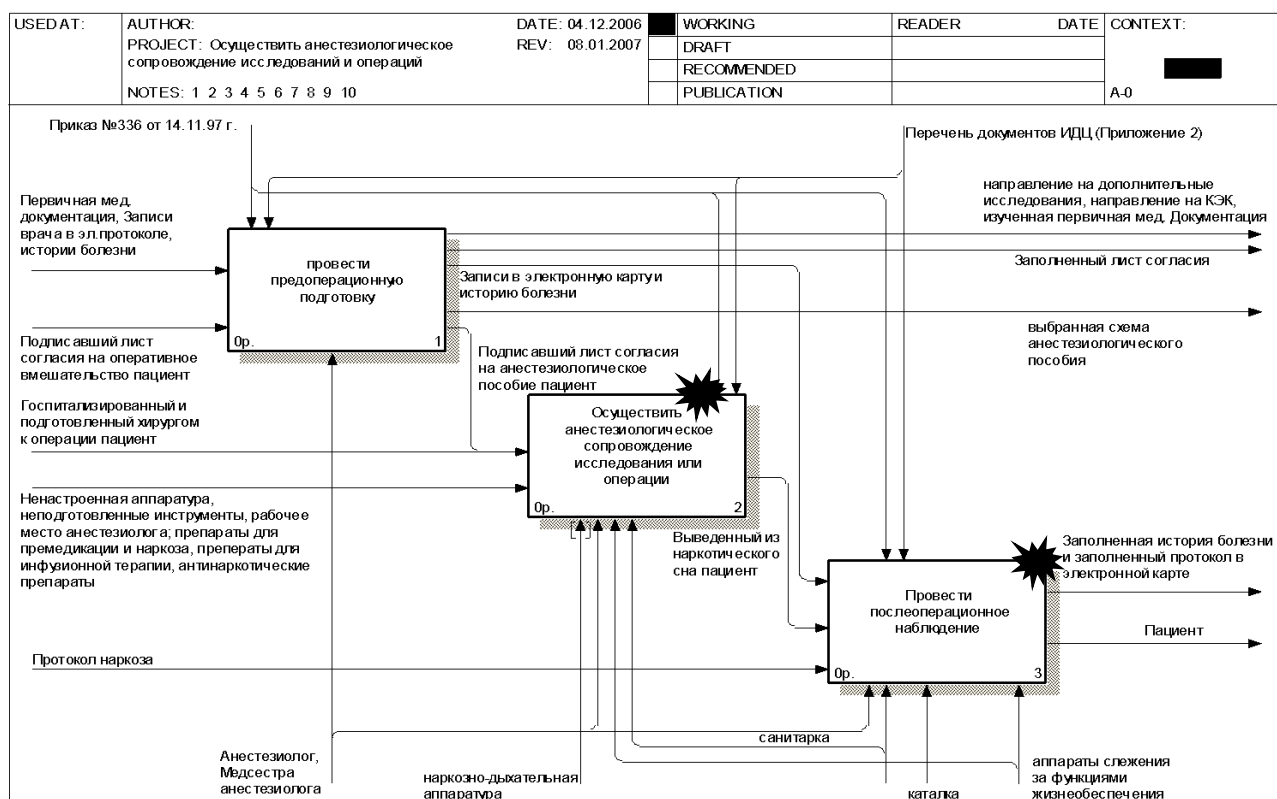 USED AT:
AUTHOR:
DATE: 04.12.2006
PROJECT: Осуществить анестезиологическое
сопровождение исследований и операций
REV: 08.01.2007
NOTES: 1 2 3 4 5 6 7 8 9 10
WORKING
DRAFT
RECOMMENDED
PUBLICATION
READER
DATE
CONTEXT:
A-0
Приказ №336 от 14.11.97 г.
Перечень документов ИДЦ (Приложение 2)
Первичная мед.
документация, Записи
врача в эл.протоколе,
истории болезни
направление на дополнительные
исследования, направление на КЭК,
изученная первичная мед. Документация
провести
предоперационную
подготовку
0р.
1
Заполненный лист согласия
Записи в электронную карту и
историю болезни
выбранная схема
анестезиологического
пособия
Подписавший лист
согласия на оперативное
вмешательство пациент
Подписавший лист согласия
на анестезиологическое
пособие пациент
Госпитализированный и
подготовленный хирургом
к операции пациент
Осуществить
анестезиологическое
сопровождение
исследования или
операции
0р.
2
Ненастроенная аппаратура,
неподготовленные инструменты, рабочее
место анестезиолога; препараты для
премедикации и наркоза, преператы для
инфузионной терапии, антинаркотические
препараты
Выведенный из
наркотического
сна пациент
Заполненная история болезни
и заполненный протокол в
электронной карте
Провести
послеоперационное
наблюдение
0р.
3
Пациент
Протокол наркоза
санитарка
Анестезиолог,
Медсестра
анестезиолога
наркозно-дыхательная
аппаратура
каталка
аппараты слежения
за функциями
жизнеобеспечения